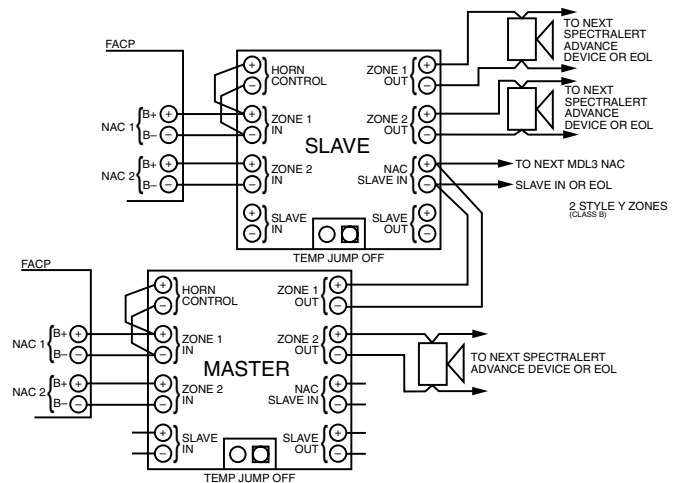 FACP
NAC 1
B+
+
B–
–
NAC 2
B+
+
B–
–
+
–
HORN
CONTROL
+
–
ZONE 1
IN
+
–
ZONE 2
IN
+
–
SLAVE
IN
SLAVE
ZONE 1
OUT
+
–
ZONE 2
OUT
+
–
NAC
SLAVE IN
+
–
SLAVE
OUT
+
–
TEMP JUMP OFF
TO NEXT
SPECTRALERT
ADVANCE
DEVICE OR EOL
TO NEXT
SPECTRALERT
ADVANCE
DEVICE OR EOL
TO NEXT MDL3 NAC
SLAVE IN OR EOL
2 STYLE Y ZONES
(CLASS B)
FACP
NAC 1
B+
+
B–
–
NAC 2
B+
+
B–
–
+
–
HORN
CONTROL
+
–
ZONE 1
IN
+
–
ZONE 2
IN
+
–
SLAVE
IN
MASTER
ZONE 1
OUT
+
–
ZONE 2
OUT
+
–
NAC
SLAVE IN
+
–
SLAVE
OUT
+
–
TEMP JUMP OFF
TO NEXT SPECTRALERT
ADVANCE DEVICE OR EOL